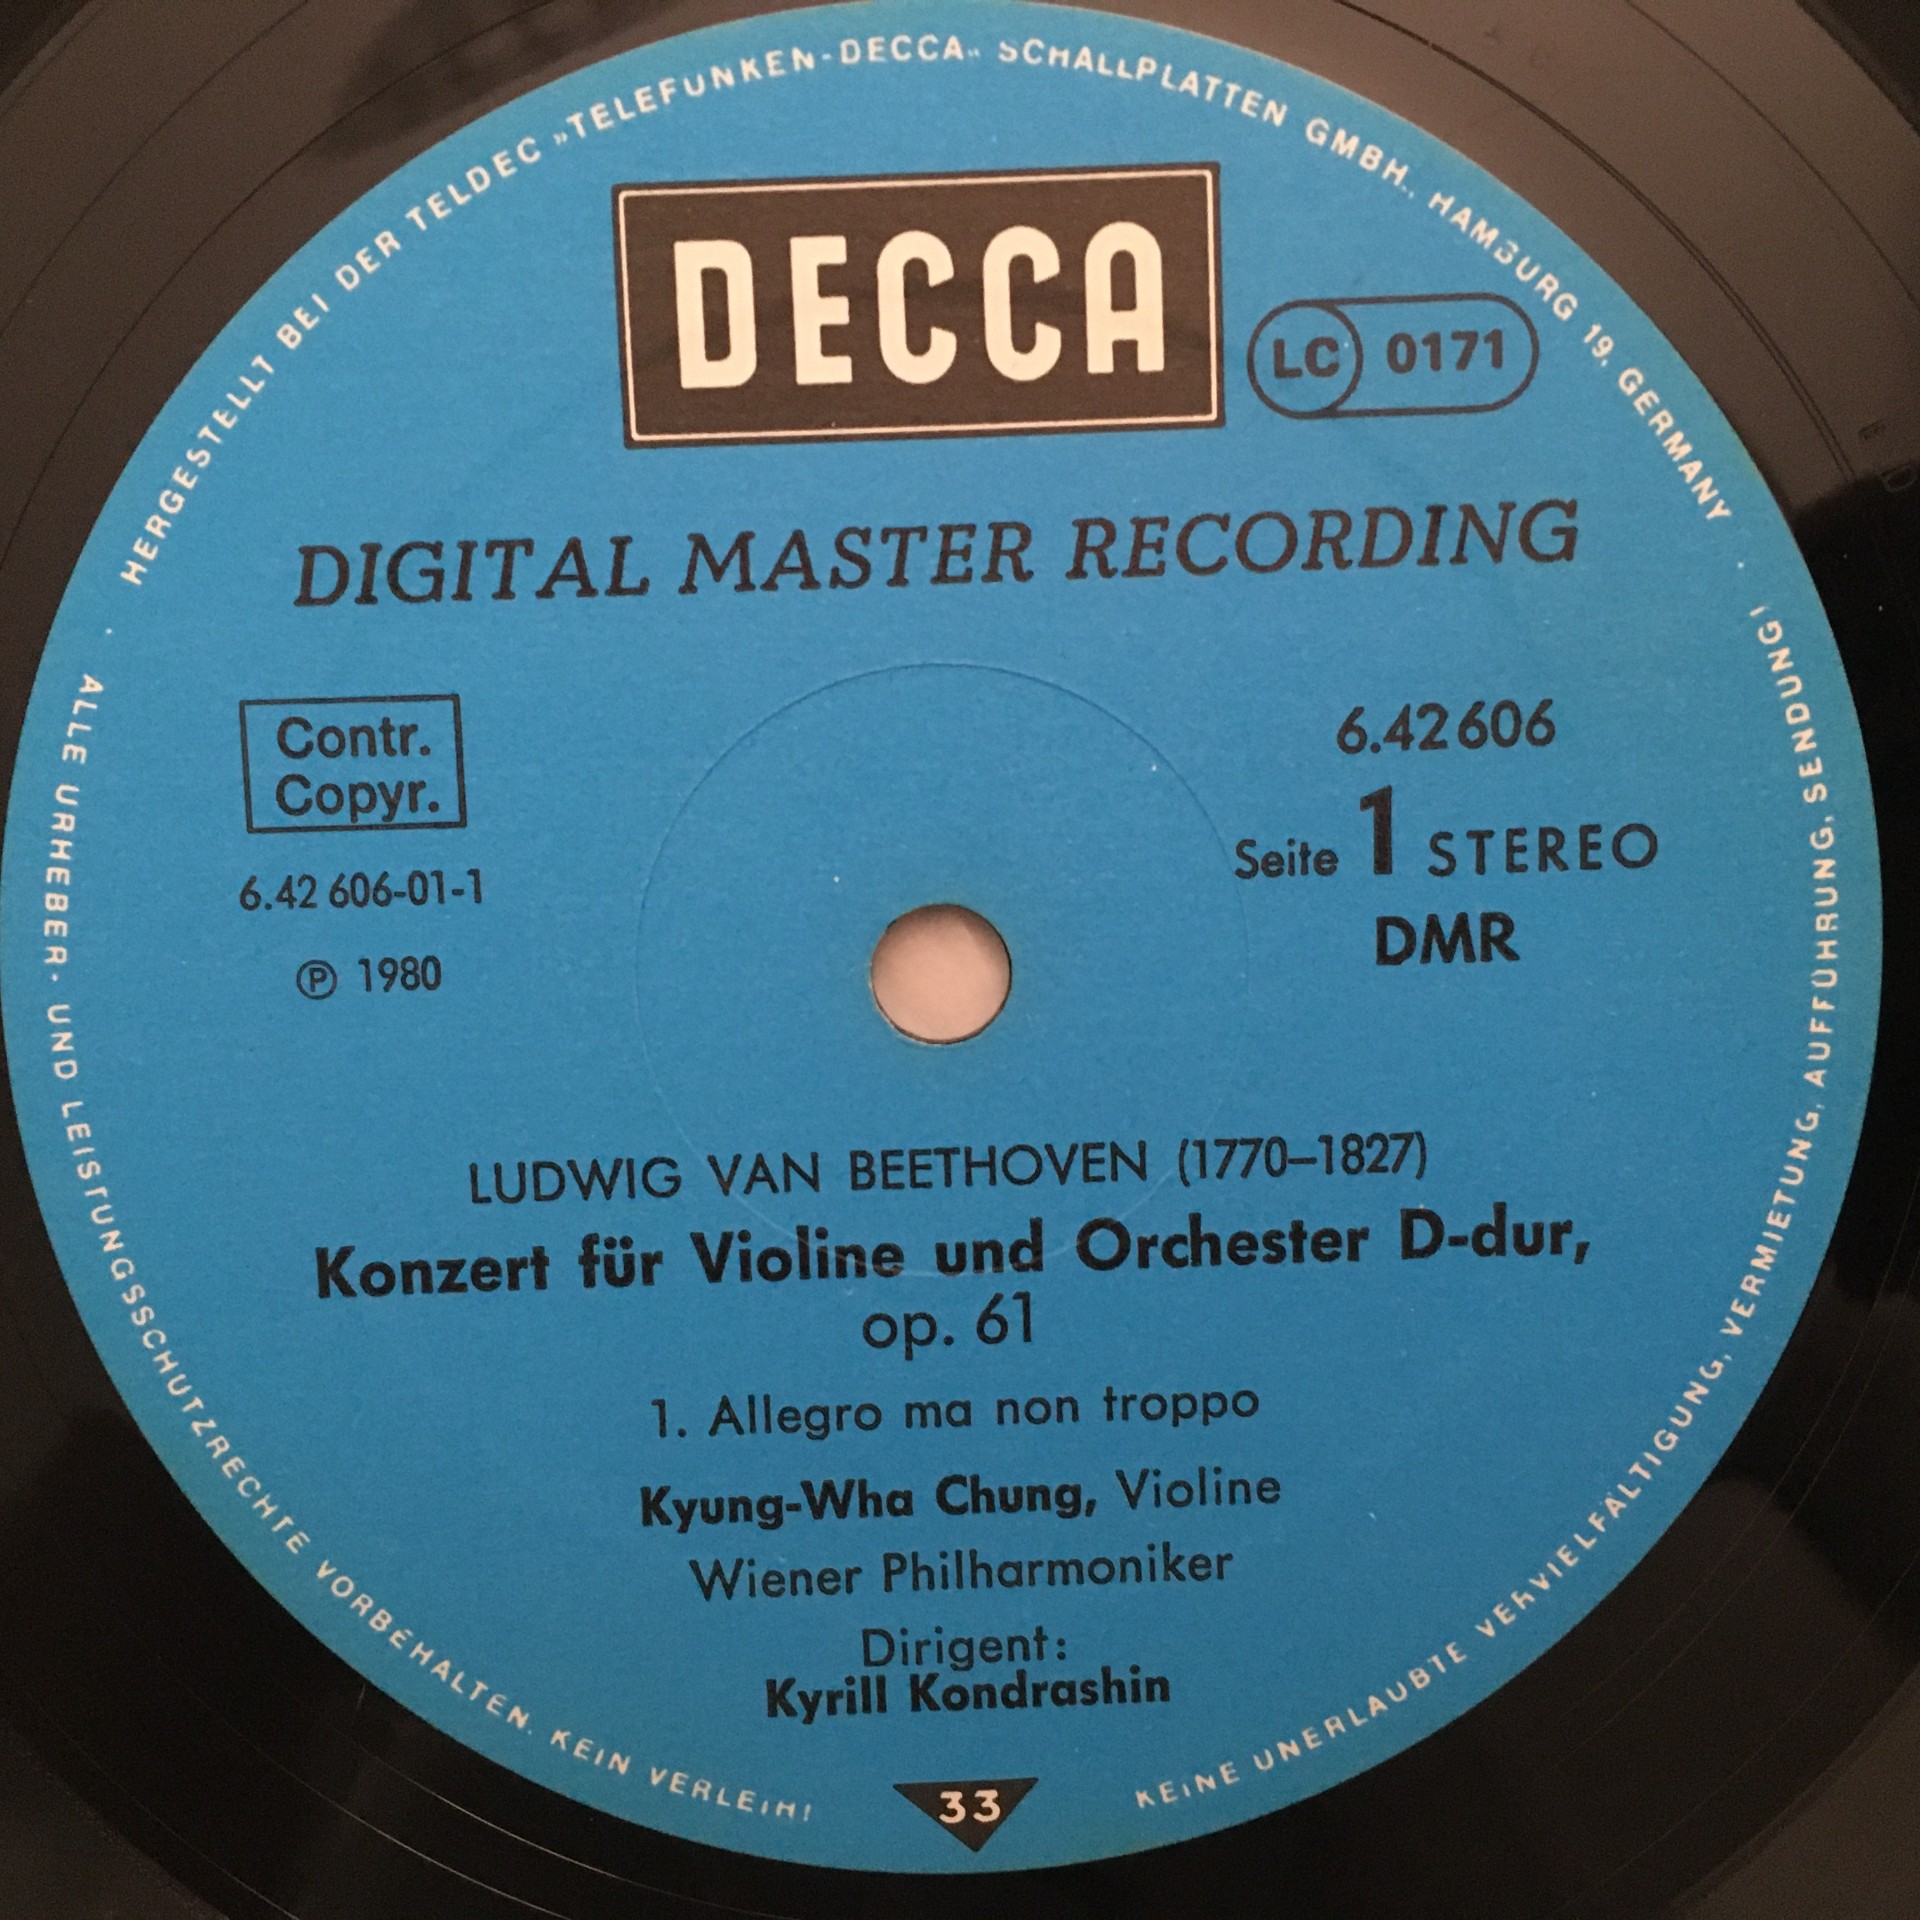 HERGESTELLT BEI DER TELDEC »TELEFUNKEN-DECCA« SCHALLPLATTEN GMBH., HAMBURG 19, GERMANY
DECCA
LC 0171
DIGITAL MASTER RECORDING
Contr.
Copyr.
6.42 606-01-1
Ⓟ 1980
6.42606
Seite 1 STEREO
DMR
LUDWIG VAN BEETHOVEN (1770–1827)
Konzert für Violine und Orchester D-dur,
op. 61
1. Allegro ma non troppo
Kyung-Wha Chung, Violine
Wiener Philharmoniker
Dirigent:
Kyrill Kondrashin
33
ALLE URHEBER- UND LEISTUNGSSCHUTZRECHTE VORBEHALTEN. KEIN VERLEIH!
KEINE UNERLAUBTE VERVIELFÄLTIGUNG, VERMIETUNG, AUFFÜHRUNG, SENDUNG!